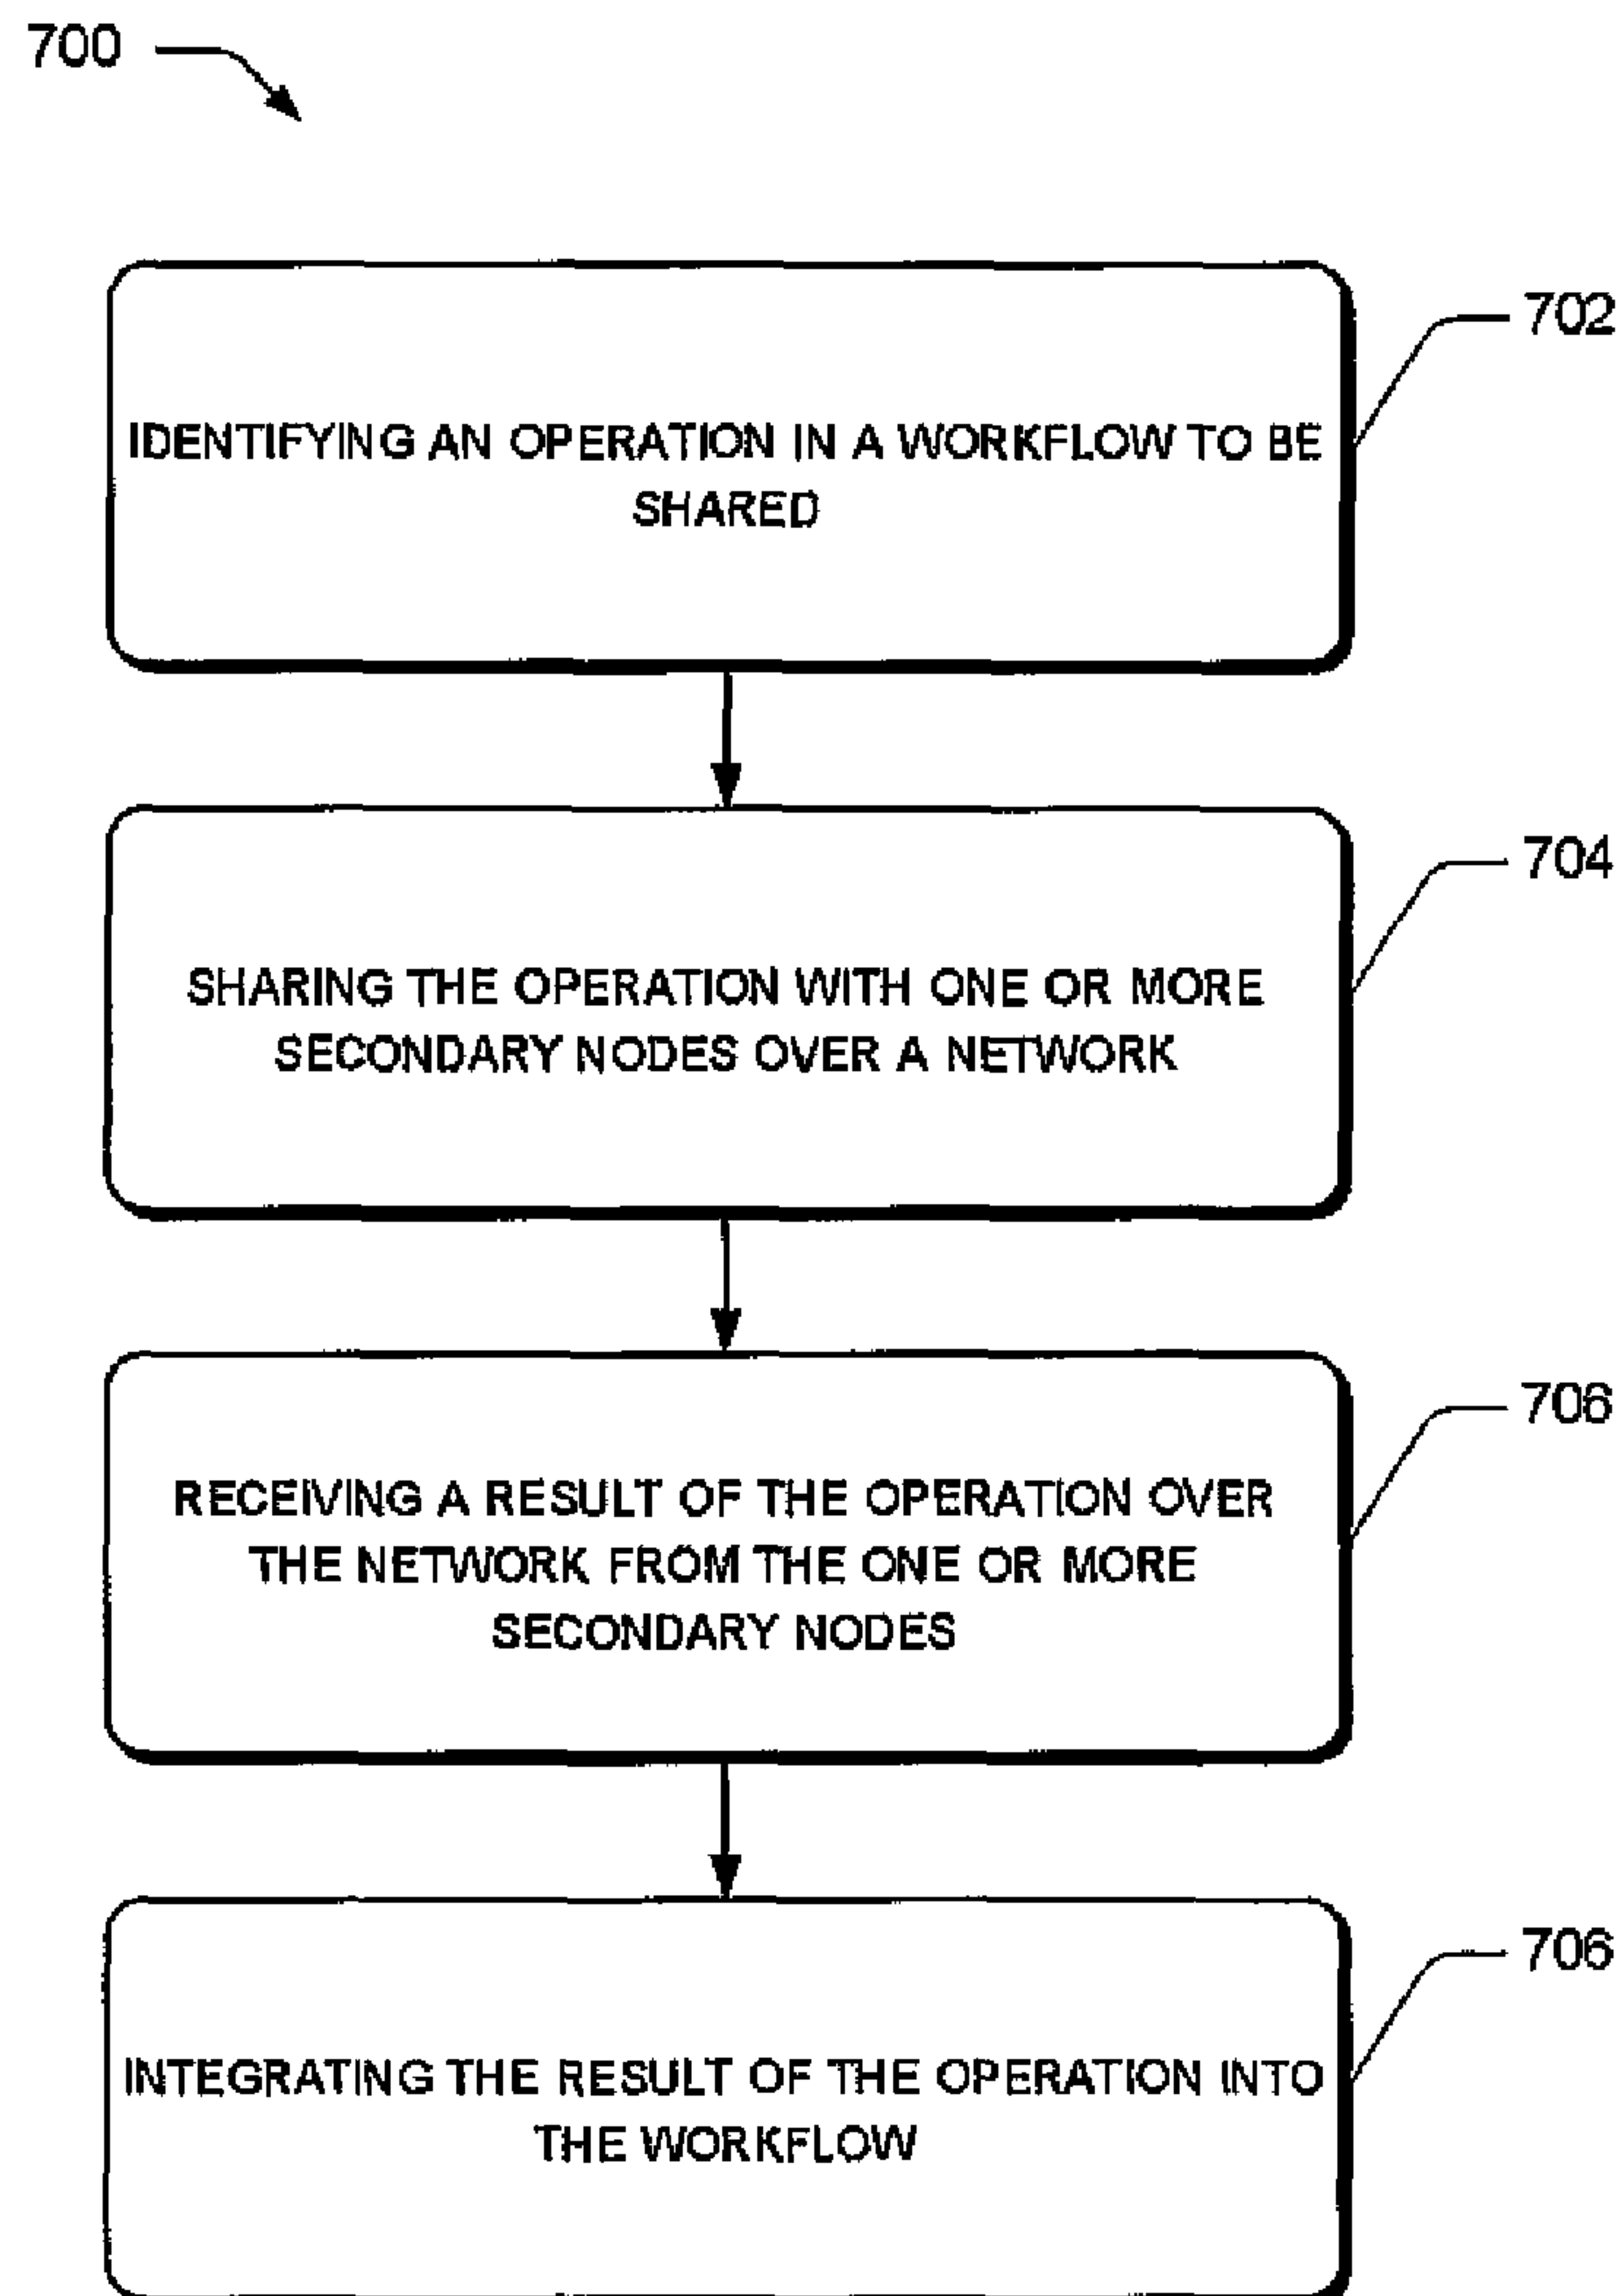 700
702
IDENTIFYING AN OPERATION IN A WORKFLOW TO BE
SHARED
704
SHARING THE OPERATION WITH ONE OR MORE
SECONDARY NODES OVER A NETWORK
706
RECEIVING A RESULT OF THE OPERATION OVER
THE NETWORK FROM THE ONE OR MORE
SECONDARY NODES
706
INTEGRATING THE RESULT OF THE OPERATION INTO
THE WORKFLOW